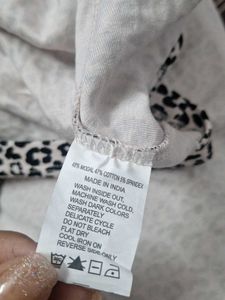 48% MODAL 47% COTTON 5% SPANDEX
MADE IN INDIA
WASH INSIDE OUT,
MACHINE WASH COLD,
WASH DARK COLORS
SEPARATELY
DELICATE CYCLE
DO NOT BLEACH
FLAT DRY
COOL IRON ON
REVERSE SIDE ONLY